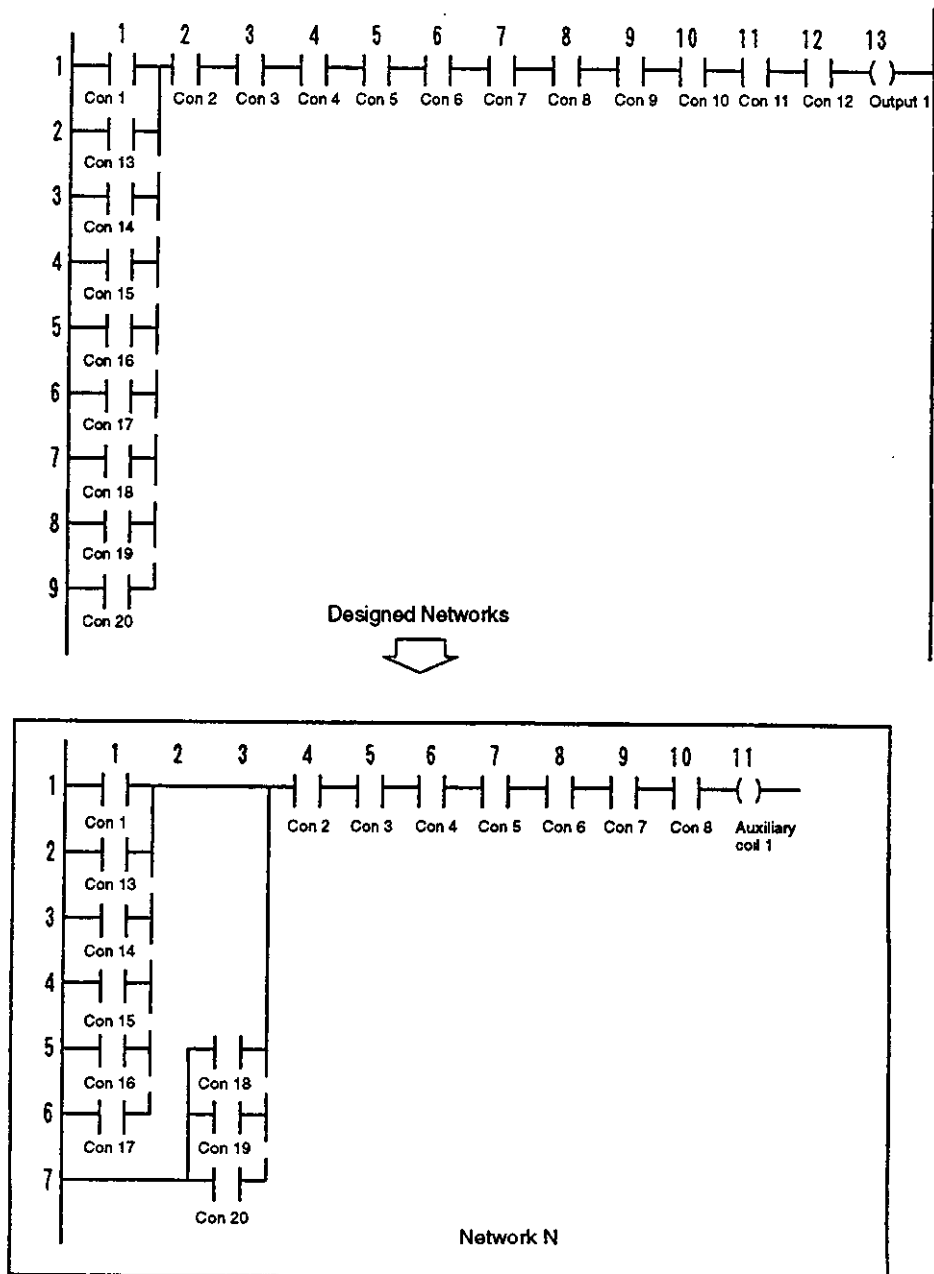 1 2 3 4 5 6 7 8 9 10 11 12 13
1
Con 1 Con 2 Con 3 Con 4 Con 5 Con 6 Con 7 Con 8 Con 9 Con 10 Con 11 Con 12 Output 1
2
Con 13
3
Con 14
4
Con 15
5
Con 16
6
Con 17
7
Con 18
8
Con 19
9
Con 20
Designed Networks
1 2 3 4 5 6 7 8 9 10 11
1
Con 1 Con 2 Con 3 Con 4 Con 5 Con 6 Con 7 Con 8 Auxiliary
coil 1
2
Con 13
3
Con 14
4
Con 15
5
Con 16 Con 18
6
Con 17 Con 19
7
Con 20
Network N